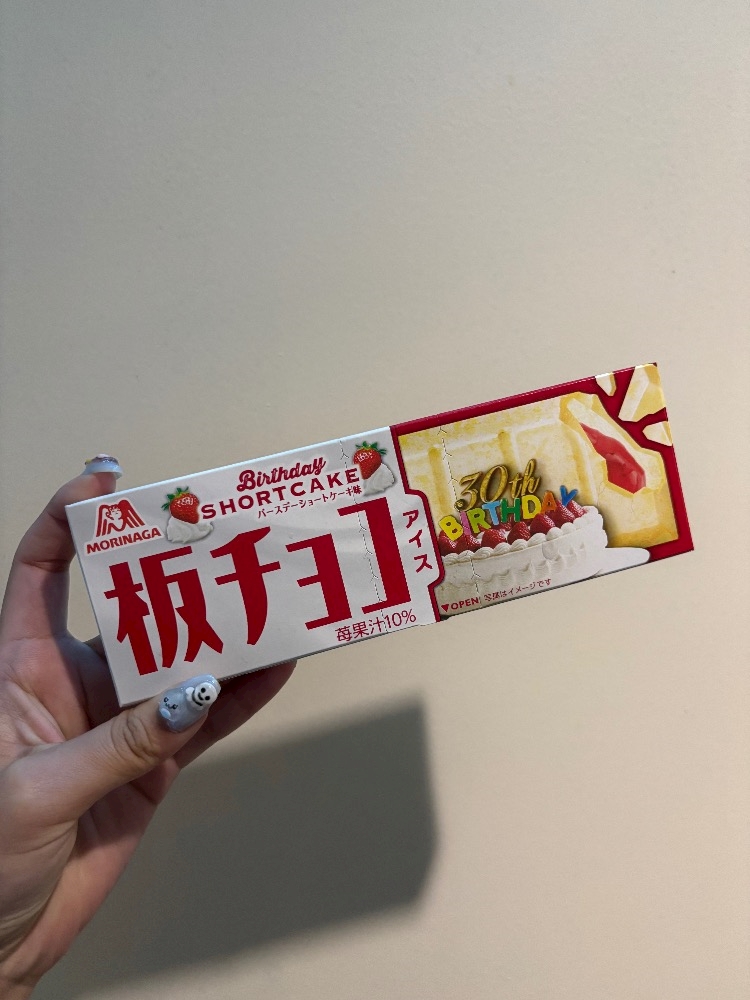 MORINAGA
Birthday
SHORTCAKE
バースデーショートケーキ味
板チョコ
アイス
苺果汁10%
30th
BIRTHDAY
▼OPEN! 写真はイメージです